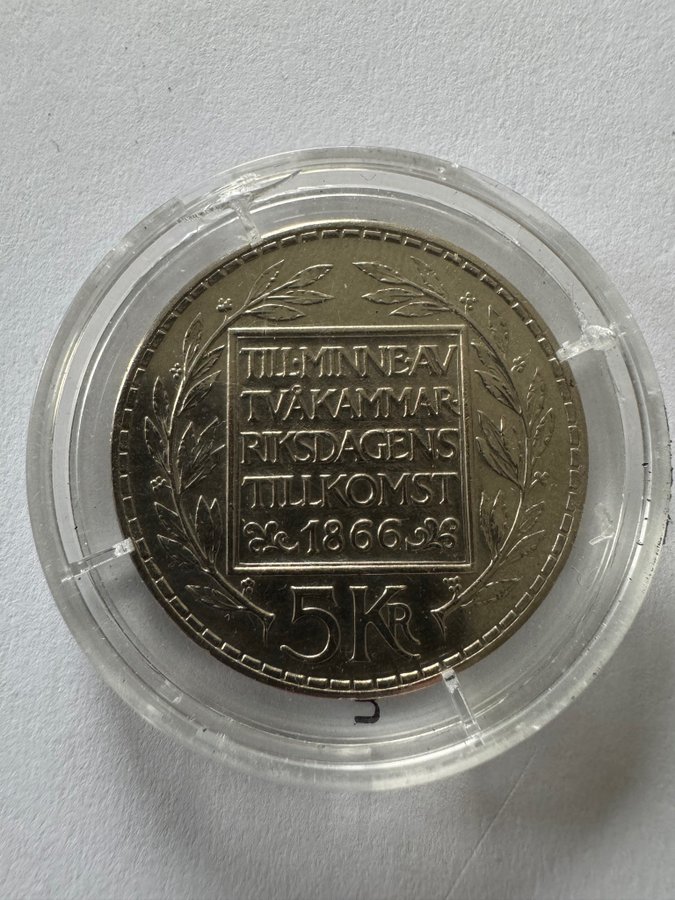 TILL·MINNE·AV
TVÅKAMMAR-
RIKSDAGENS
TILLKOMST
1866
5 KR